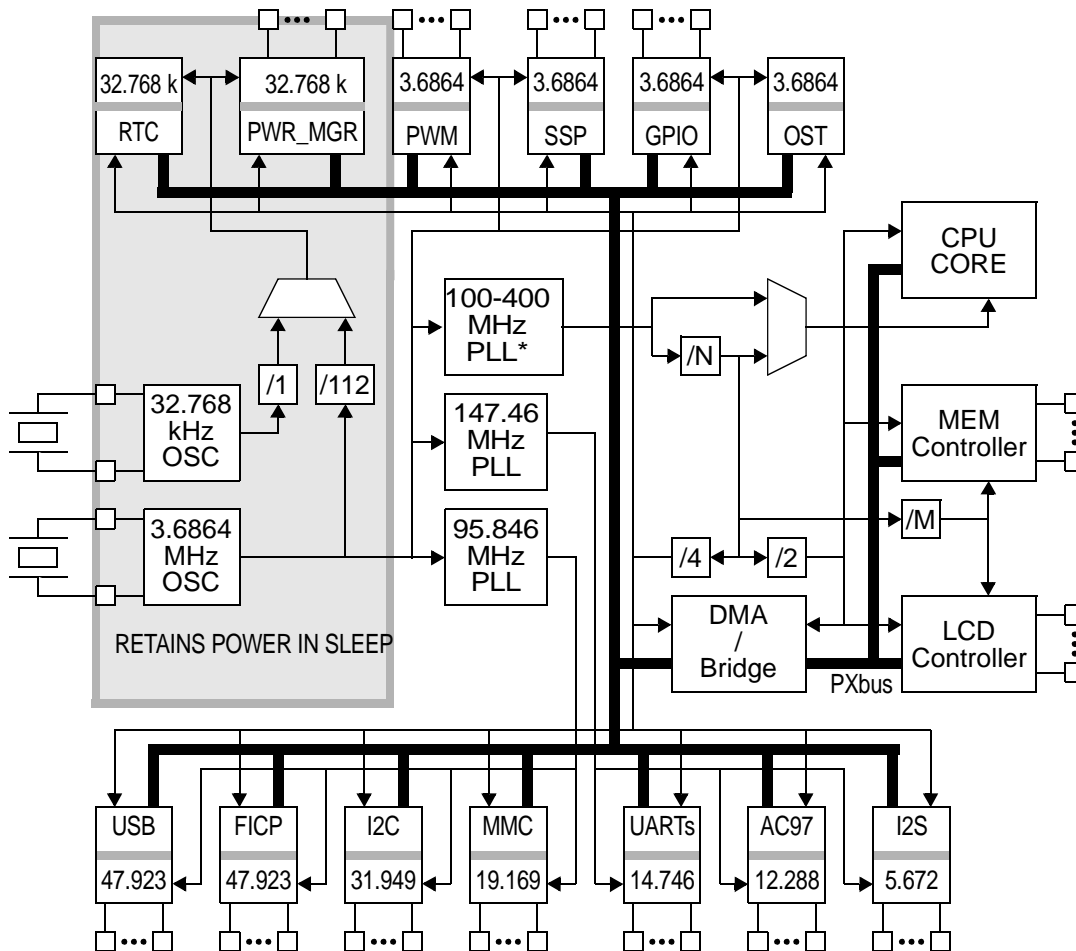 32.768 k
32.768 k
3.6864
3.6864
3.6864
3.6864
RTC
PWR_MGR
PWM
SSP
GPIO
OST
CPU
CORE
100-400
MHz
PLL*
/N
/1
/112
32.768
kHz
OSC
147.46
MHz
PLL
MEM
Controller
/M
3.6864
MHz
OSC
95.846
MHz
PLL
/4
/2
RETAINS POWER IN SLEEP
DMA
/
Bridge
PXbus
LCD
Controller
USB
FICP
I2C
MMC
UARTs
AC97
I2S
47.923
47.923
31.949
19.169
14.746
12.288
5.672